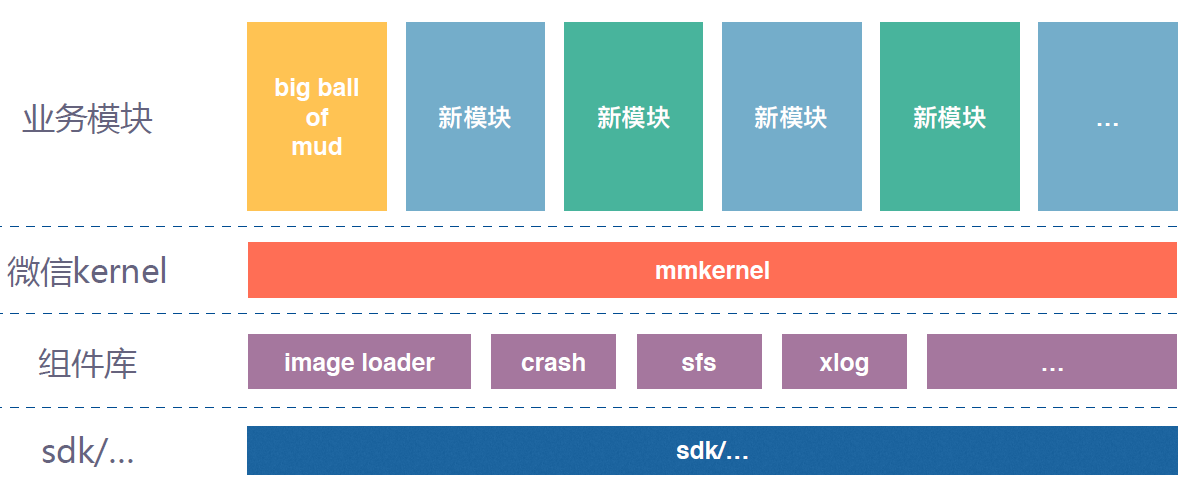 业务模块
big ball
of
mud
新模块
新模块
新模块
新模块
...
微信kernel
mmkernel
组件库
image loader
crash
sfs
xlog
...
sdk/...
sdk/...